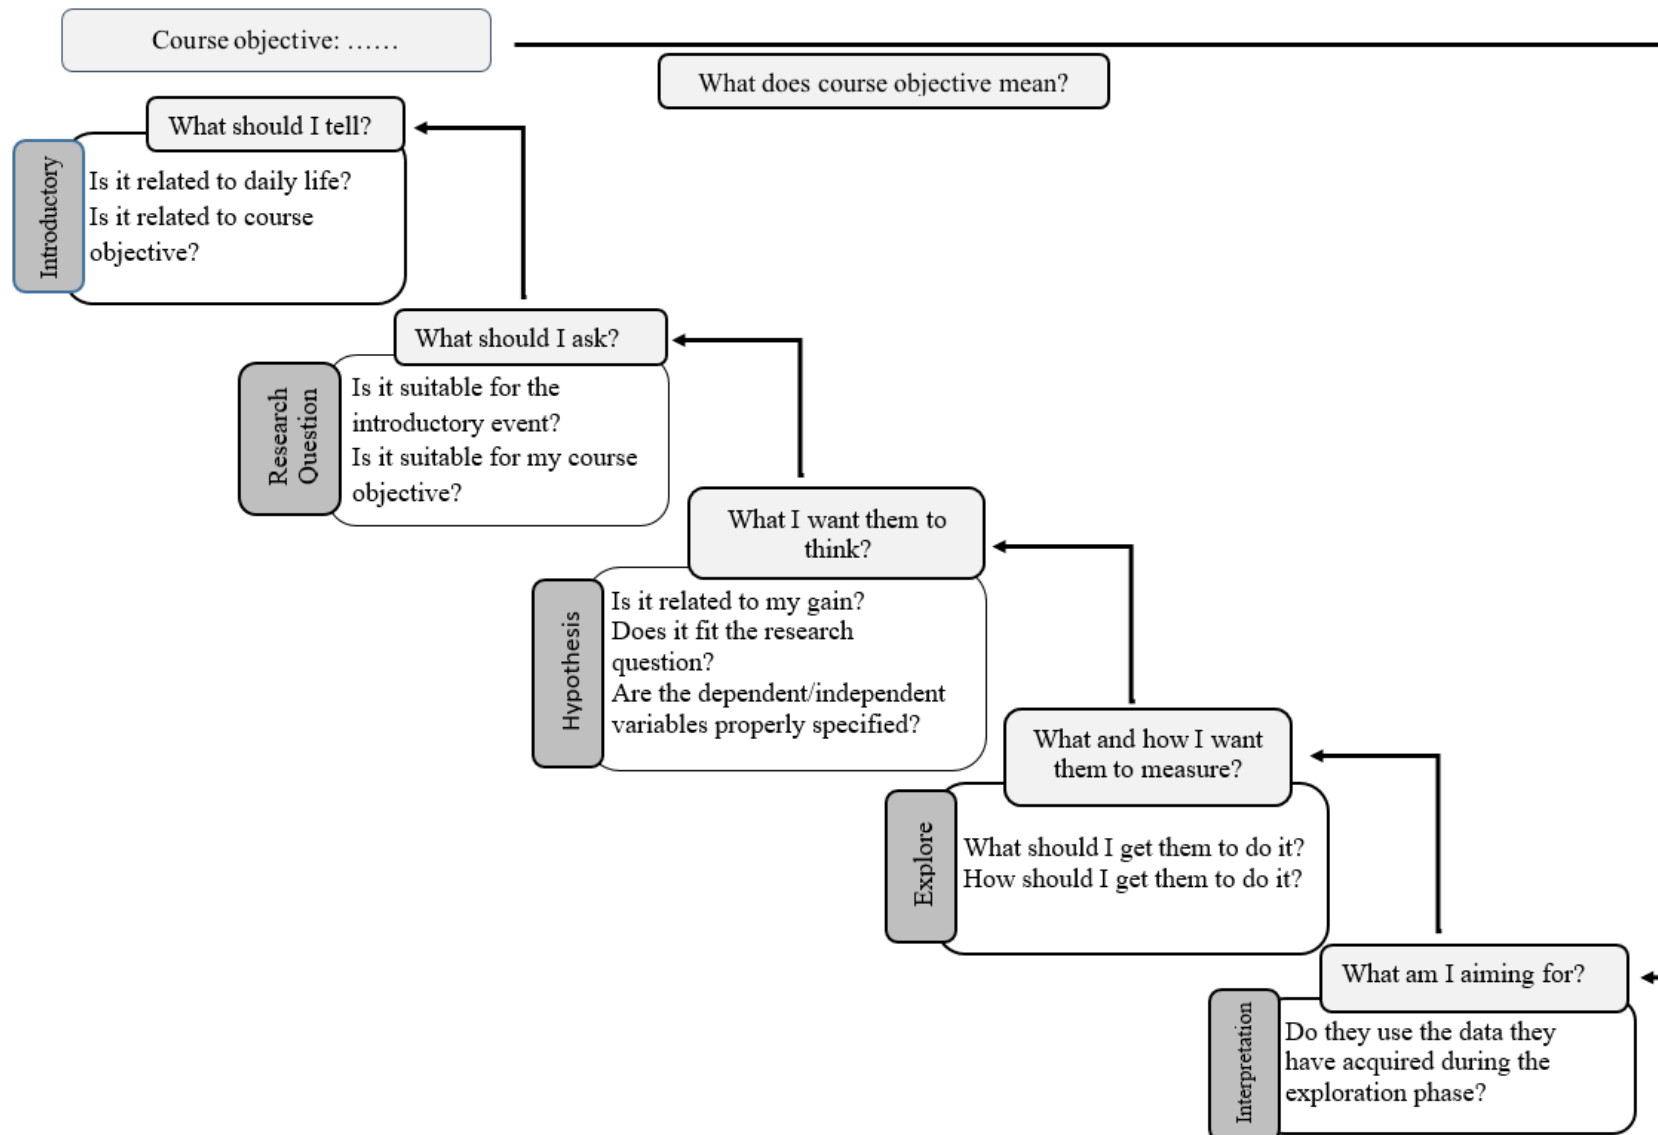 Course objective: ......
What does course objective mean?
What should I tell?
Introductory
Is it related to daily life?
Is it related to course
objective?
What should I ask?
Research
Question
Is it suitable for the
introductory event?
Is it suitable for my course
objective?
What I want them to
think?
Hypothesis
Is it related to my gain?
Does it fit the research
question?
Are the dependent/independent
variables properly specified?
What and how I want
them to measure?
Explore
What should I get them to do it?
How should I get them to do it?
What am I aiming for?
Interpretation
Do they use the data they
have acquired during the
exploration phase?